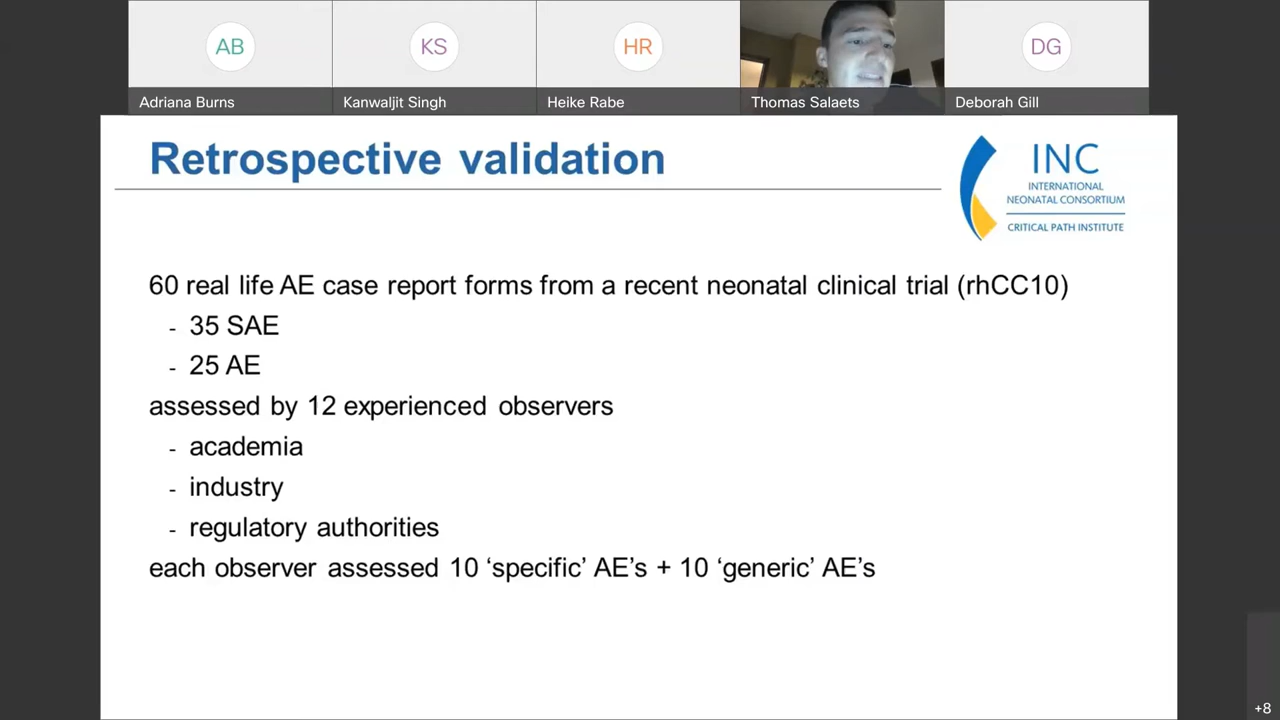 AB
KS
HR
DG
Adriana Burns
Kanwaljit Singh
Heike Rabe
Thomas Salaets
Deborah Gill
Retrospective validation
INC
INTERNATIONAL
NEONATAL CONSORTIUM
CRITICAL PATH INSTITUTE
60 real life AE case report forms from a recent neonatal clinical trial (rhCC10)
- 35 SAE
- 25 AE
assessed by 12 experienced observers
- academia
- industry
- regulatory authorities
each observer assessed 10 ‘specific’ AE’s + 10 ‘generic’ AE’s
+8